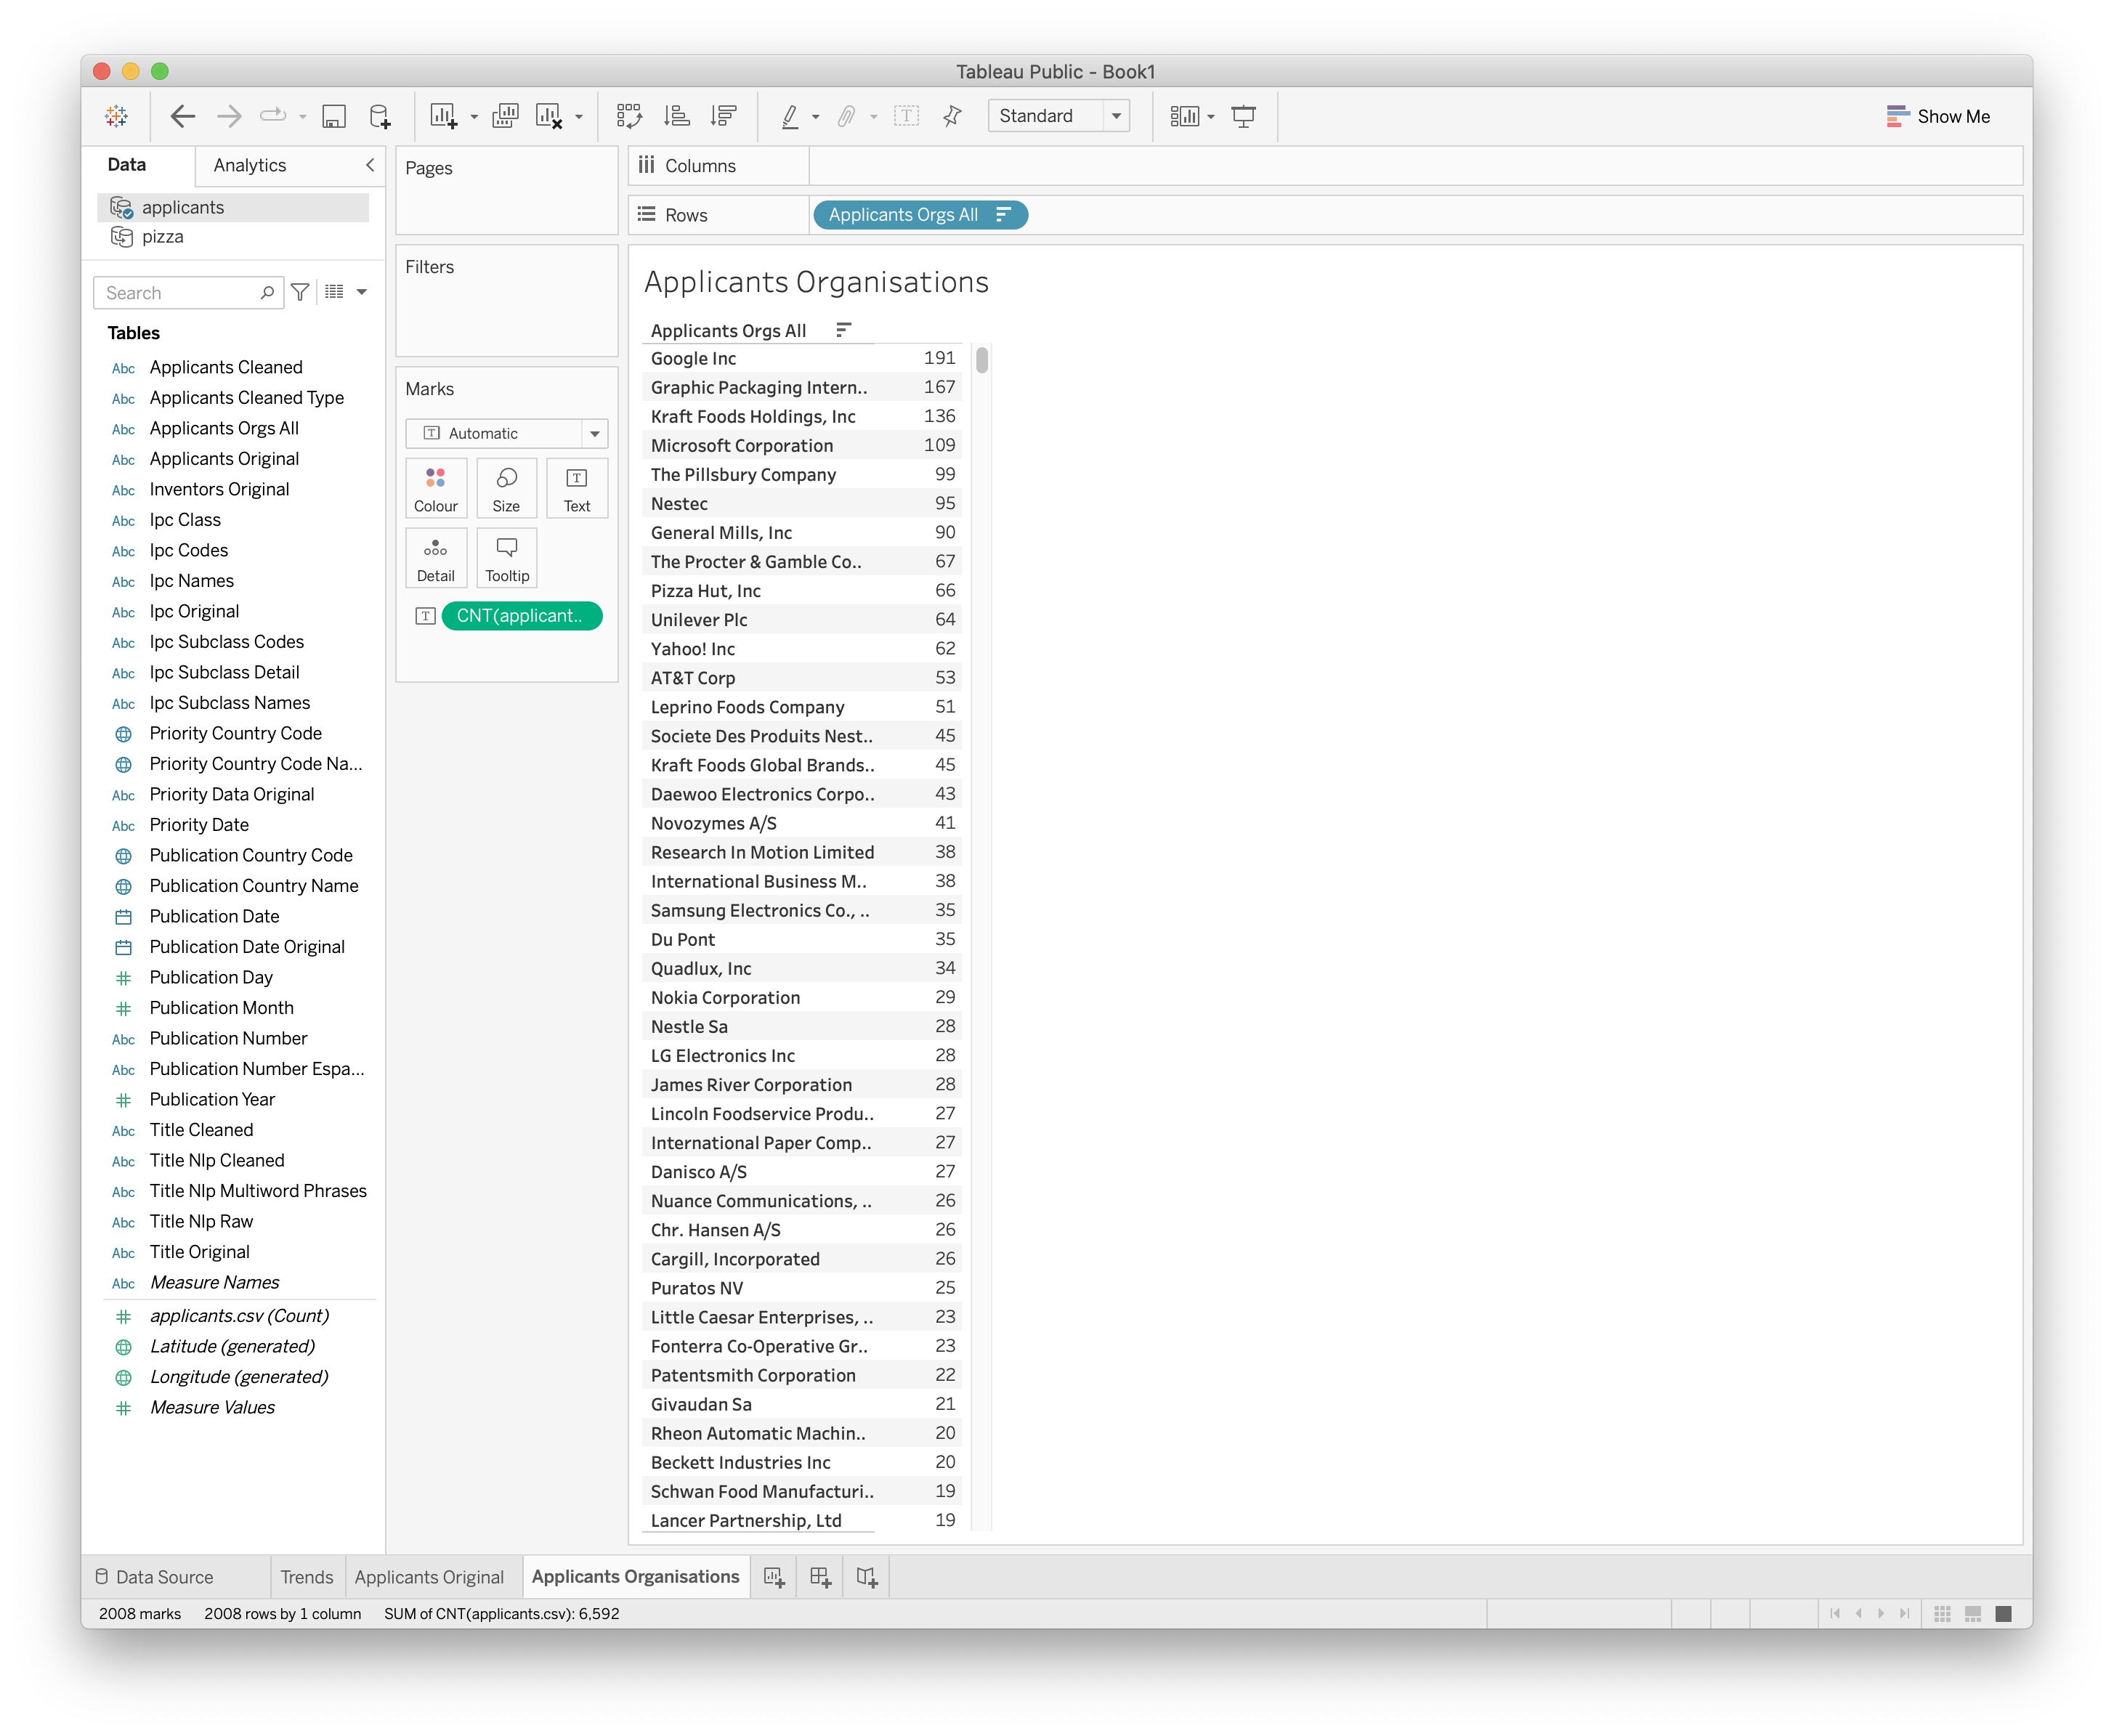 Tableau Public - Book1
Standard
Show Me
Data
Analytics
applicants
pizza
Search
Tables
Abc Applicants Cleaned
Abc Applicants Cleaned Type
Abc Applicants Orgs All
Abc Applicants Original
Abc Inventors Original
Abc Ipc Class
Abc Ipc Codes
Abc Ipc Names
Abc Ipc Original
Abc Ipc Subclass Codes
Abc Ipc Subclass Detail
Abc Ipc Subclass Names
Priority Country Code
Priority Country Code Na...
Abc Priority Data Original
Abc Priority Date
Publication Country Code
Publication Country Name
Publication Date
Publication Date Original
# Publication Day
# Publication Month
Abc Publication Number
Abc Publication Number Espa...
# Publication Year
Abc Title Cleaned
Abc Title Nlp Cleaned
Abc Title Nlp Multiword Phrases
Abc Title Nlp Raw
Abc Title Original
Abc Measure Names
# applicants.csv (Count)
Latitude (generated)
Longitude (generated)
# Measure Values
Pages
Filters
Marks
T Automatic
Colour Size T Text
Detail Tooltip
T CNT(applicant..
Columns
Rows Applicants Orgs All
Applicants Organisations
Applicants Orgs All
Google Inc 191
Graphic Packaging Intern.. 167
Kraft Foods Holdings, Inc 136
Microsoft Corporation 109
The Pillsbury Company 99
Nestec 95
General Mills, Inc 90
The Procter & Gamble Co.. 67
Pizza Hut, Inc 66
Unilever Plc 64
Yahoo! Inc 62
AT&T Corp 53
Leprino Foods Company 51
Societe Des Produits Nest.. 45
Kraft Foods Global Brands.. 45
Daewoo Electronics Corpo.. 43
Novozymes A/S 41
Research In Motion Limited 38
International Business M.. 38
Samsung Electronics Co., .. 35
Du Pont 35
Quadlux, Inc 34
Nokia Corporation 29
Nestle Sa 28
LG Electronics Inc 28
James River Corporation 28
Lincoln Foodservice Produ.. 27
International Paper Comp.. 27
Danisco A/S 27
Nuance Communications, .. 26
Chr. Hansen A/S 26
Cargill, Incorporated 26
Puratos NV 25
Little Caesar Enterprises, .. 23
Fonterra Co-Operative Gr.. 23
Patentsmith Corporation 22
Givaudan Sa 21
Rheon Automatic Machin.. 20
Beckett Industries Inc 20
Schwan Food Manufacturi.. 19
Lancer Partnership, Ltd 19
Data Source Trends Applicants Original Applicants Organisations
2008 marks 2008 rows by 1 column SUM of CNT(applicants.csv): 6,592